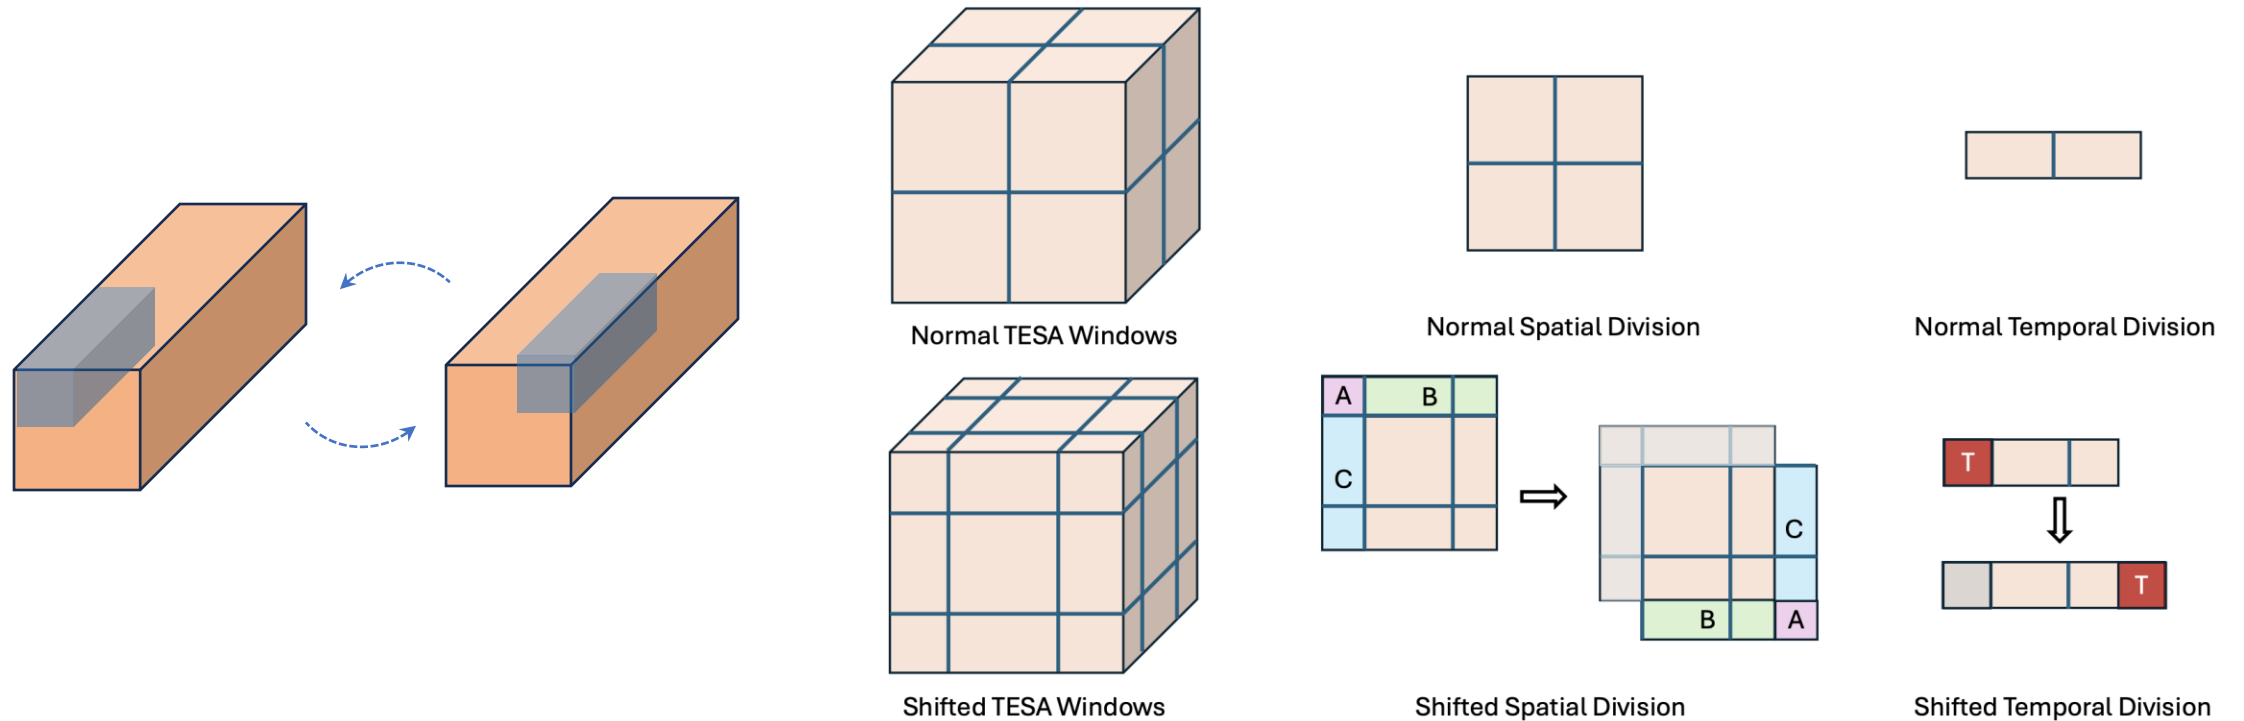 Normal TESA Windows
Normal Spatial Division
Normal Temporal Division
A B
C
C
B A
T
T
Shifted TESA Windows
Shifted Spatial Division
Shifted Temporal Division